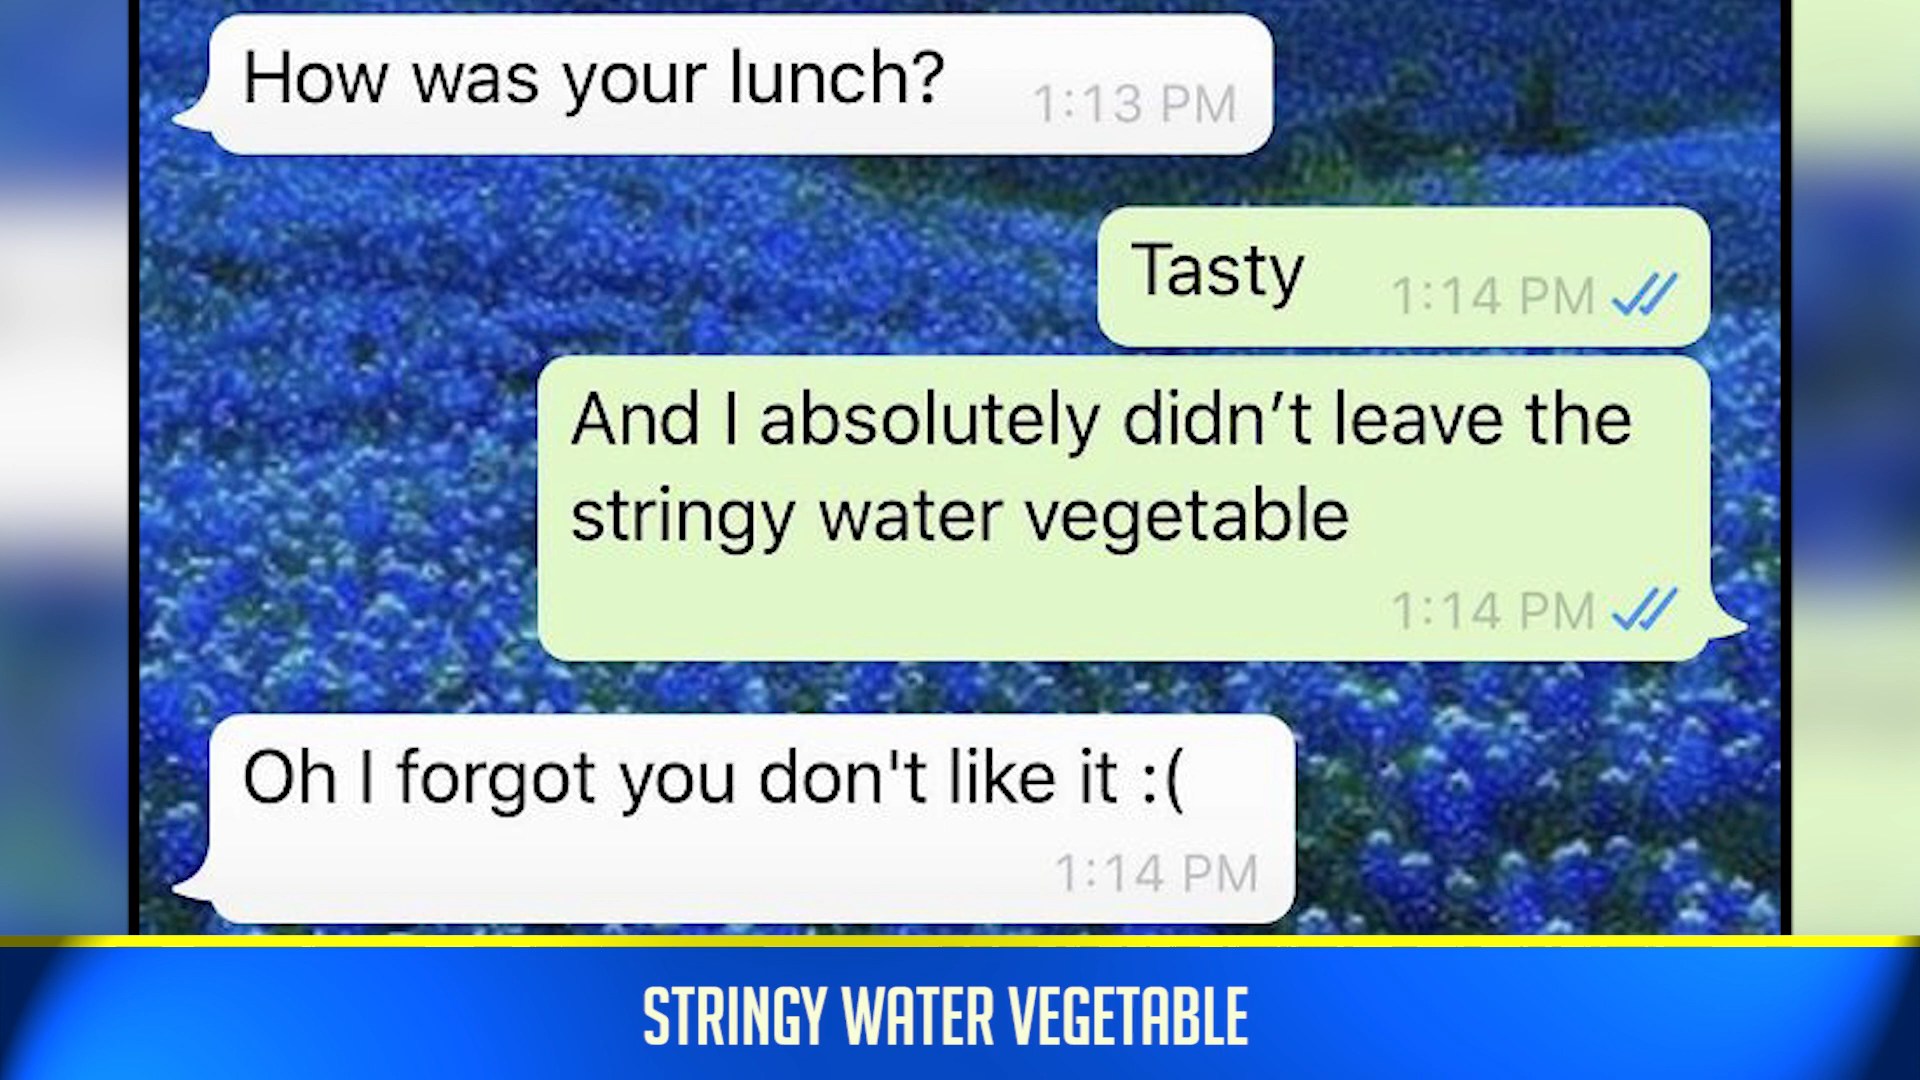 How was your lunch?
1:13 PM
Tasty
1:14 PM
And I absolutely didn’t leave the
stringy water vegetable
1:14 PM
Oh I forgot you don't like it :(
1:14 PM
STRINGY WATER VEGETABLE